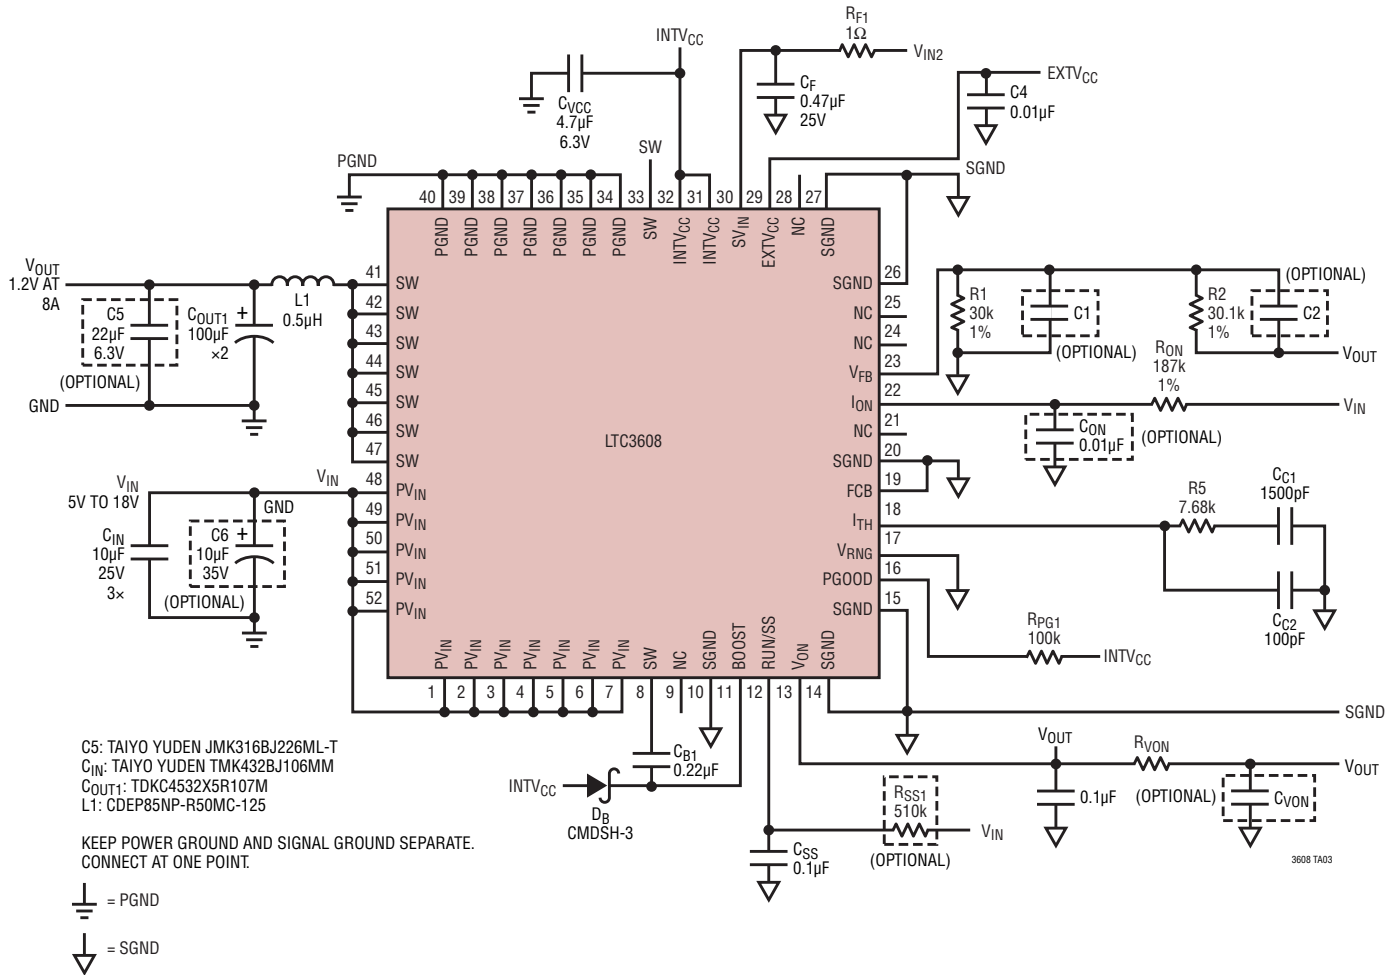 RF1
1Ω
VIN2
INTVCC
CVCC
4.7µF
6.3V
CF
0.47µF
25V
EXTVCC
C4
0.01µF
PGND
SW
SGND
40 39 38 37 36 35 34 33 32 31 30 29 28 27
PGND PGND PGND PGND PGND PGND PGND SW INTVCC INTVCC SVIN EXTVCC NC SGND
VOUT
1.2V AT
8A
C5
22µF
6.3V
(OPTIONAL)
COUT1
100µF
×2
+
L1
0.5µH
GND
41 SW
42 SW
43 SW
44 SW
45 SW
46 SW
47 SW
48 PVIN
49 PVIN
50 PVIN
51 PVIN
52 PVIN
VIN
5V TO 18V
VIN
GND
CIN
10µF
25V
3×
C6
10µF
35V
+
(OPTIONAL)
LTC3608
SGND 26
NC 25
NC 24
VFB 23
ION 22
NC 21
SGND 20
FCB 19
ITH 18
VRNG 17
PGOOD 16
SGND 15
R1
30k
1%
C1
(OPTIONAL)
R2
30.1k
1%
(OPTIONAL)
C2
VOUT
RON
187k
1%
VIN
CON
0.01µF
(OPTIONAL)
R5
7.68k
CC1
1500pF
CC2
100pF
RPG1
100k
INTVCC
PVIN PVIN PVIN PVIN PVIN PVIN PVIN SW NC SGND BOOST RUN/SS VON SGND
1 2 3 4 5 6 7 8 9 10 11 12 13 14
SGND
CB1
0.22µF
INTVCC
DB
CMDSH-3
CSS
0.1µF
RSS1
510k
(OPTIONAL)
VIN
VOUT
0.1µF
RVON
(OPTIONAL)
VOUT
CVON
C5: TAIYO YUDEN JMK316BJ226ML-T
CIN: TAIYO YUDEN TMK432BJ106MM
COUT1: TDKC4532X5R107M
L1: CDEP85NP-R50MC-125
KEEP POWER GROUND AND SIGNAL GROUND SEPARATE.
CONNECT AT ONE POINT.
= PGND
= SGND
3608 TA03